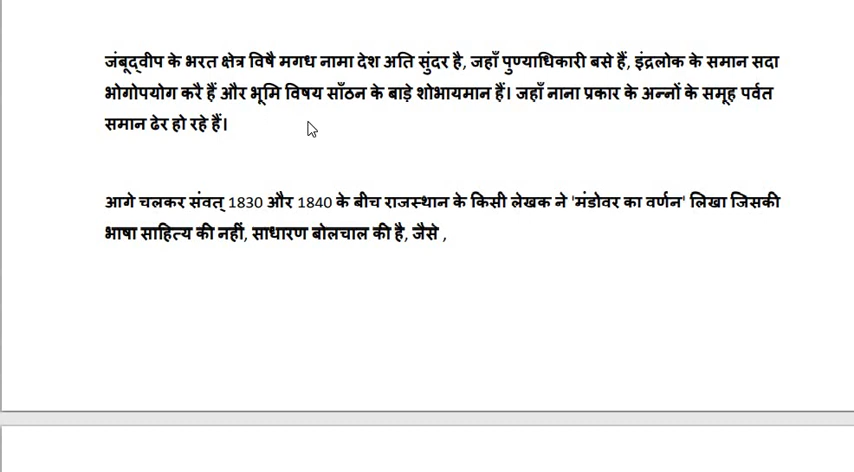 जंबूद्वीप के भरत क्षेत्र विषै मगध नामा देश अति सुंदर है, जहाँ पुण्याधिकारी बसे हैं, इंद्रलोक के समान सदा
भोगोपयोग करै हैं और भूमि विषय साँठन के बाड़े शोभायमान हैं। जहाँ नाना प्रकार के अन्नों के समूह पर्वत
समान ढेर हो रहे हैं।
आगे चलकर संवत् 1830 और 1840 के बीच राजस्थान के किसी लेखक ने 'मंडोवर का वर्णन' लिखा जिसकी
भाषा साहित्य की नहीं, साधारण बोलचाल की है, जैसे ,